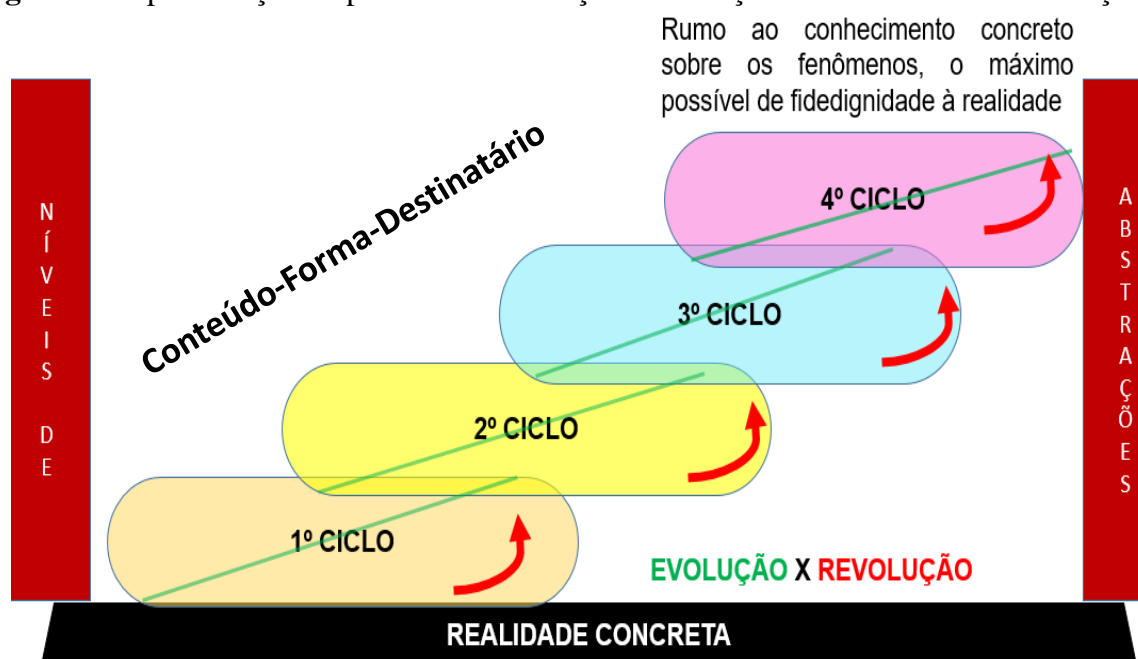 Rumo ao conhecimento concreto
sobre os fenômenos, o máximo
possível de fidedignidade à realidade
Conteúdo-Forma-Destinatário
NÍVEIS DE
ABSTRAÇÕES
4º CICLO
3º CICLO
2º CICLO
1º CICLO
EVOLUÇÃO X REVOLUÇÃO
REALIDADE CONCRETA